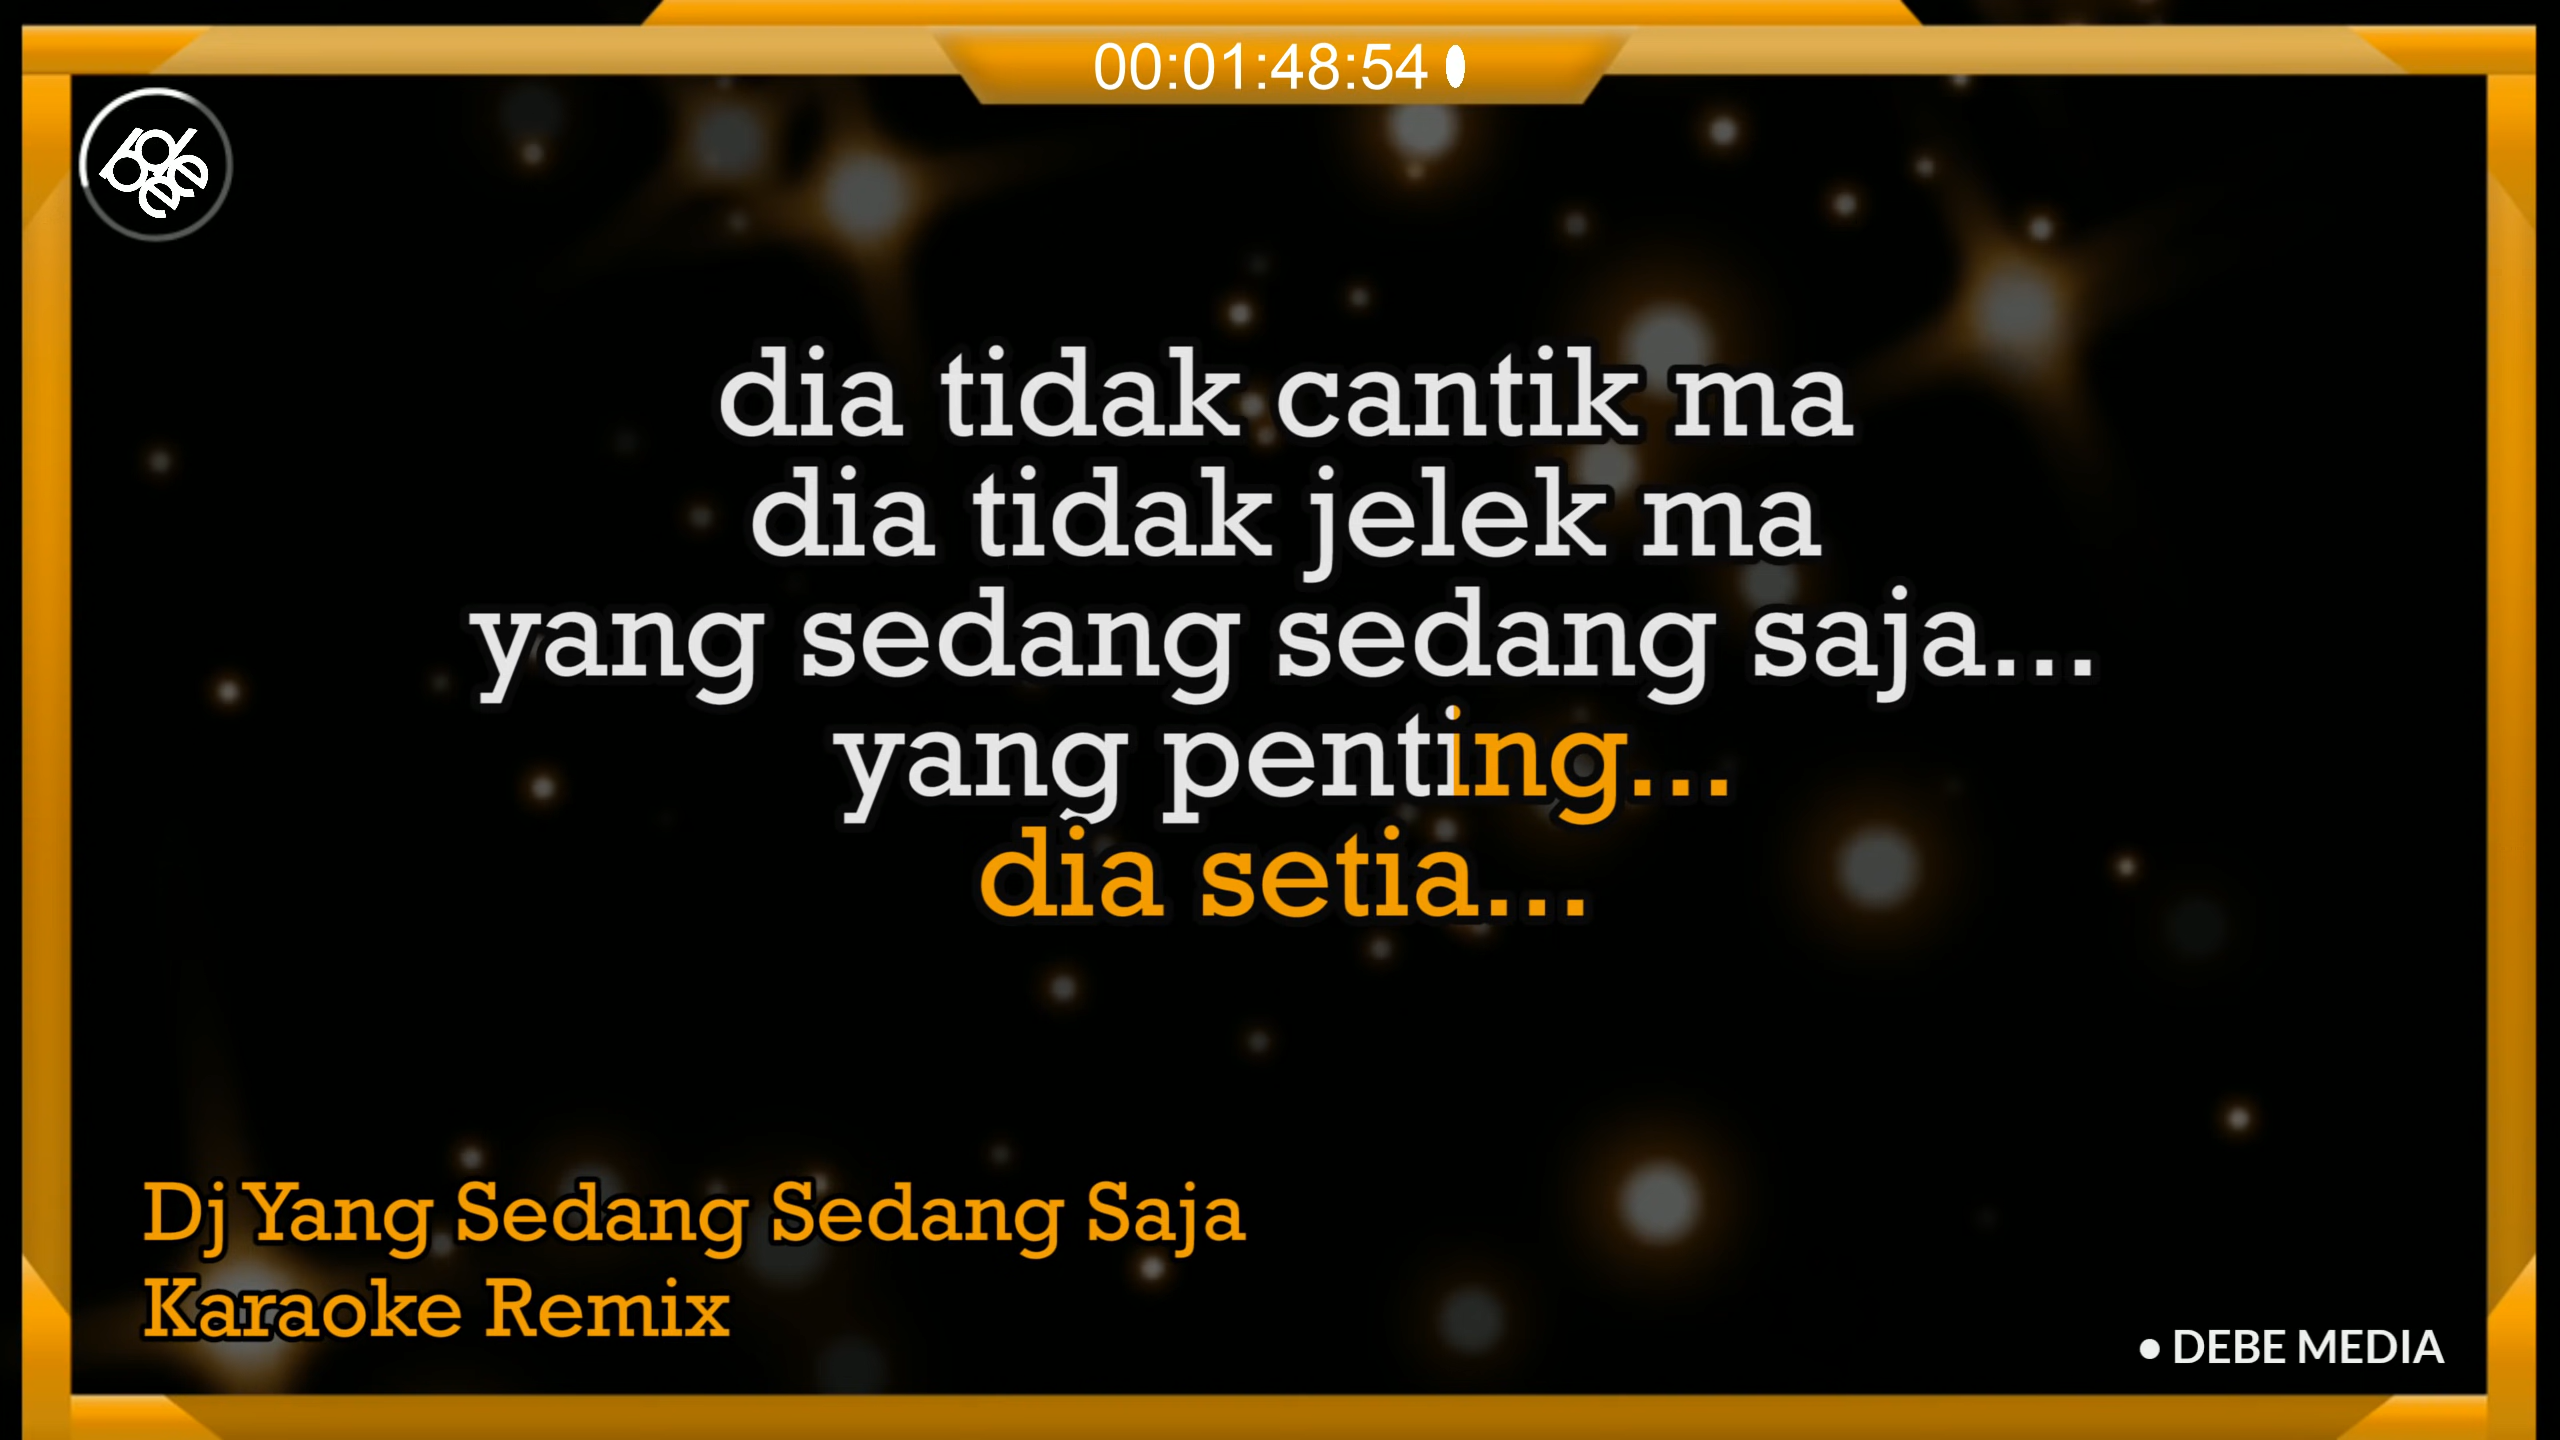 00:01:48:54
dia tidak cantik ma
dia tidak jelek ma
yang sedang sedang saja...
yang penting...
dia setia...
Dj Yang Sedang Sedang Saja
Karaoke Remix
• DEBE MEDIA